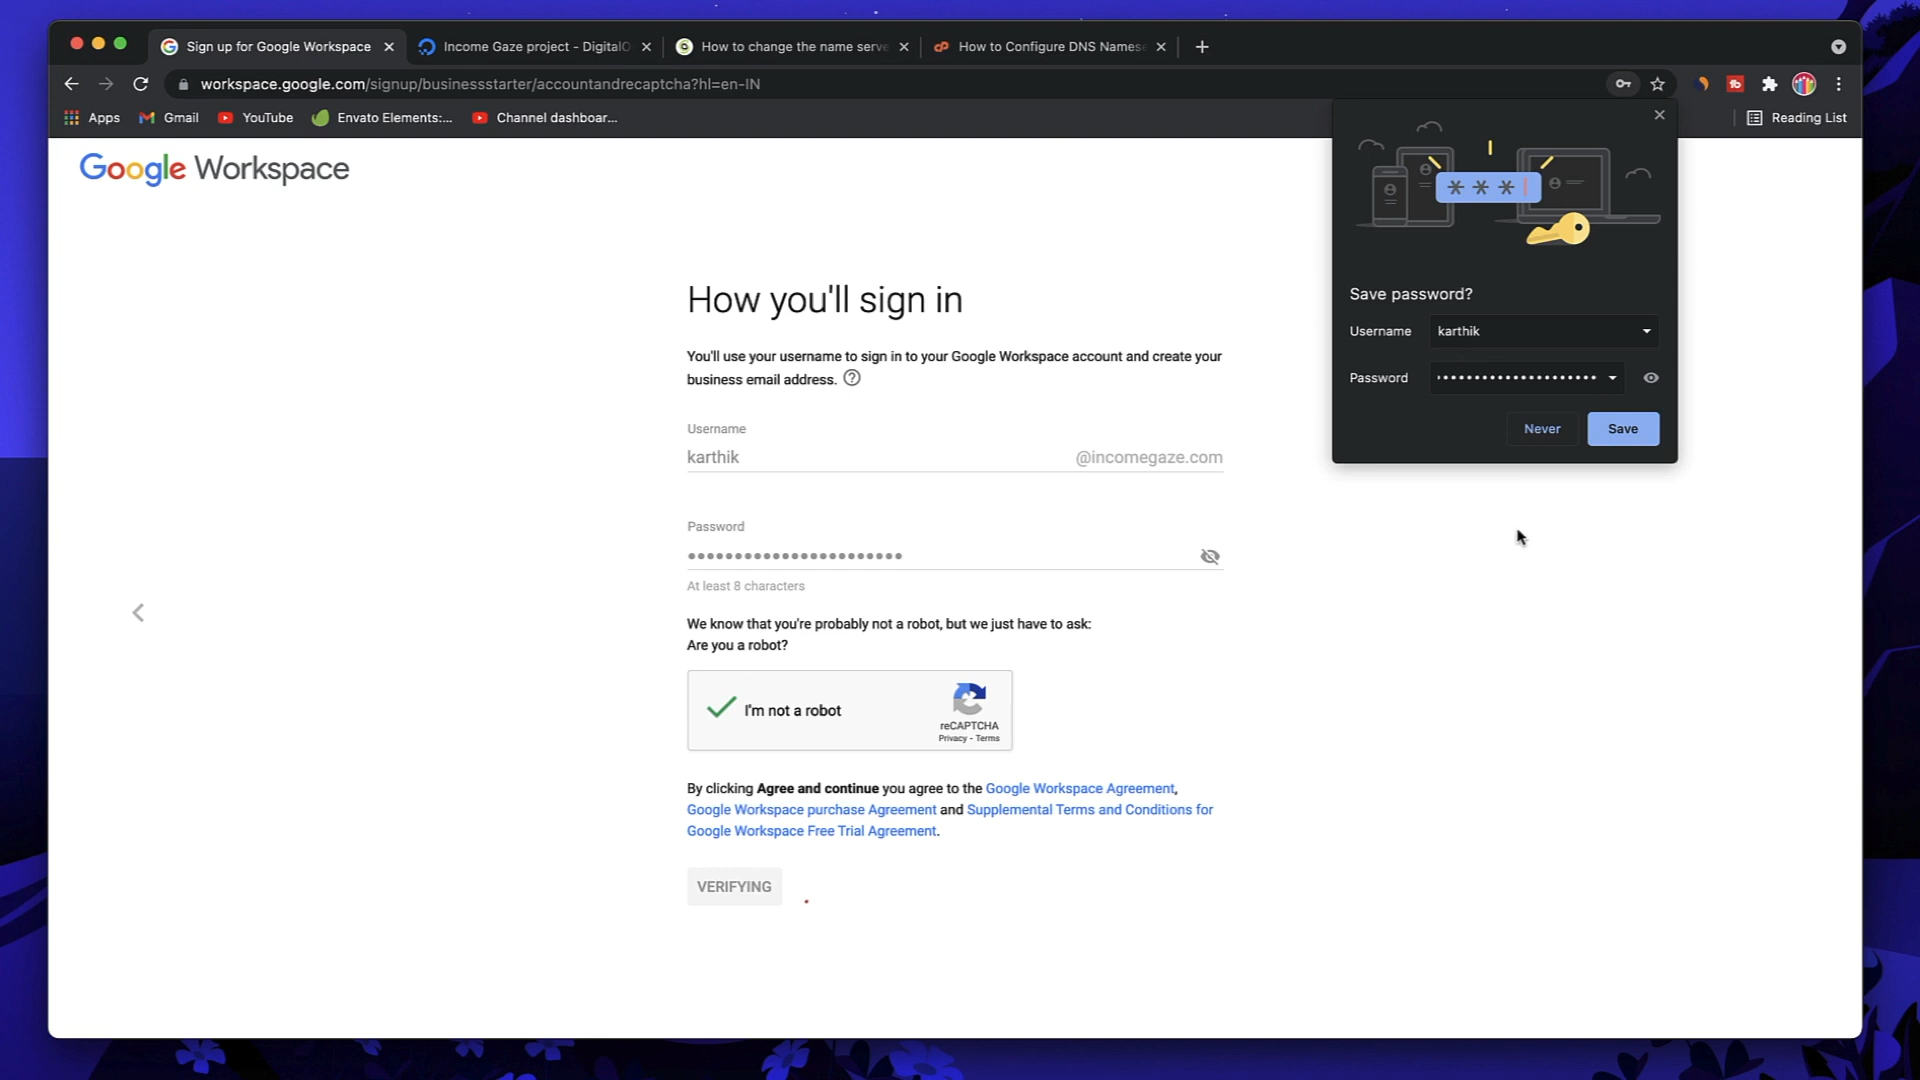 Sign up for Google Workspace
Income Gaze project - DigitalO
How to change the name serve
How to Configure DNS Namese
workspace.google.com/signup/businessstarter/accountandrecaptcha?hl=en-IN
Apps
Gmail
YouTube
Envato Elements:...
Channel dashboar...
Reading List
Google Workspace
***
Save password?
Username
karthik
Password
Never
Save
How you'll sign in
You'll use your username to sign in to your Google Workspace account and create your
business email address.
Username
karthik
@incomegaze.com
Password
At least 8 characters
We know that you're probably not a robot, but we just have to ask:
Are you a robot?
I'm not a robot
reCAPTCHA
Privacy - Terms
By clicking Agree and continue you agree to the Google Workspace Agreement,
Google Workspace purchase Agreement and Supplemental Terms and Conditions for
Google Workspace Free Trial Agreement.
VERIFYING